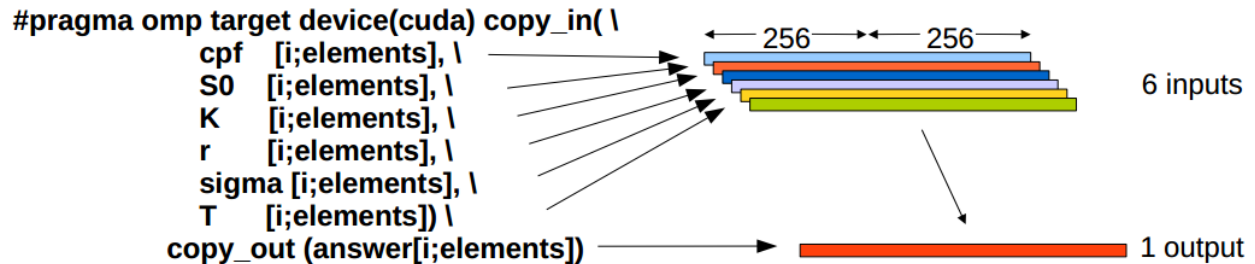 #pragma omp target device(cuda) copy_in( \
cpf [i;elements], \
S0 [i;elements], \
K [i;elements], \
r [i;elements], \
sigma [i;elements], \
T [i;elements]) \
copy_out (answer[i;elements])
256 256
6 inputs
1 output